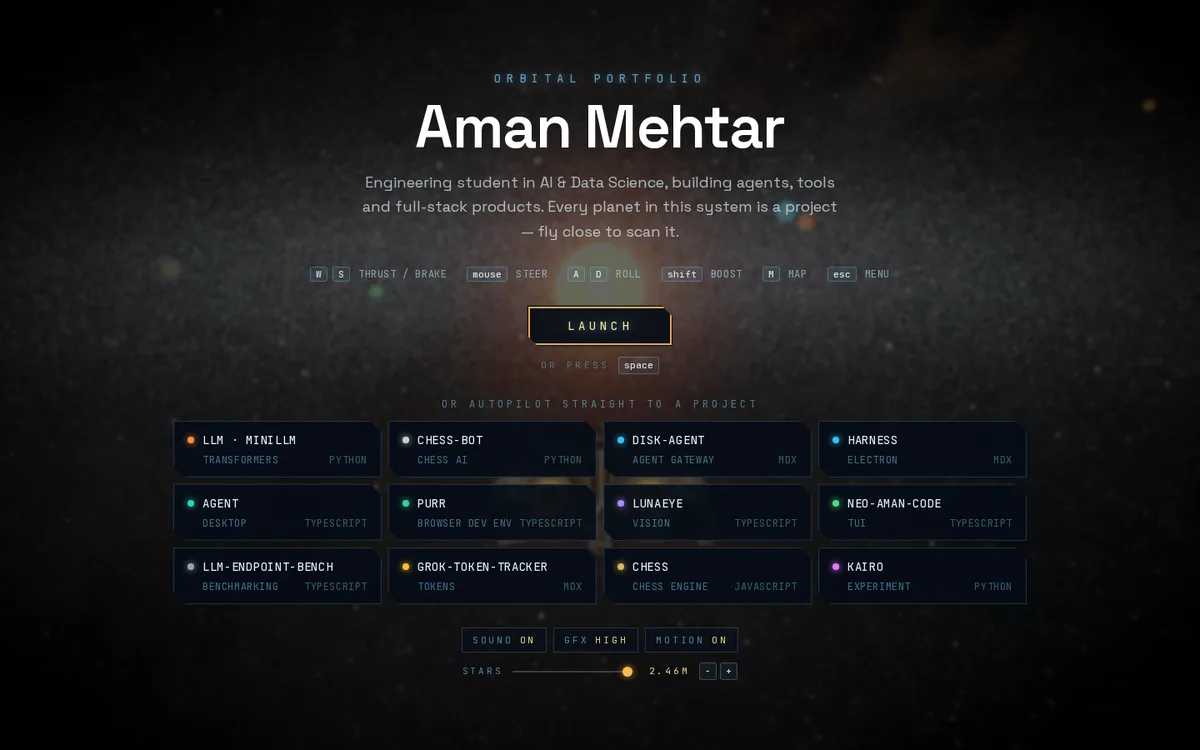 ORBITAL PORTFOLIO
Aman Mehtar
Engineering student in AI & Data Science, building agents, tools
and full-stack products. Every planet in this system is a project
— fly close to scan it.
W S THRUST / BRAKE mouse STEER A D ROLL shift BOOST M MAP esc MENU
LAUNCH
OR PRESS space
OR AUTOPILOT STRAIGHT TO A PROJECT
LLM · MINILLM
TRANSFORMERS PYTHON
CHESS-BOT
CHESS AI PYTHON
DISK-AGENT
AGENT GATEWAY MDX
HARNESS
ELECTRON MDX
AGENT
DESKTOP TYPESCRIPT
PURR
BROWSER DEV ENV TYPESCRIPT
LUNAEYE
VISION TYPESCRIPT
NEO-AMAN-CODE
TUI TYPESCRIPT
LLM-ENDPOINT-BENCH
BENCHMARKING TYPESCRIPT
GROK-TOKEN-TRACKER
TOKENS MDX
CHESS
CHESS ENGINE JAVASCRIPT
KAIRO
EXPERIMENT PYTHON
SOUND ON GFX HIGH MOTION ON
STARS 2.46M - +